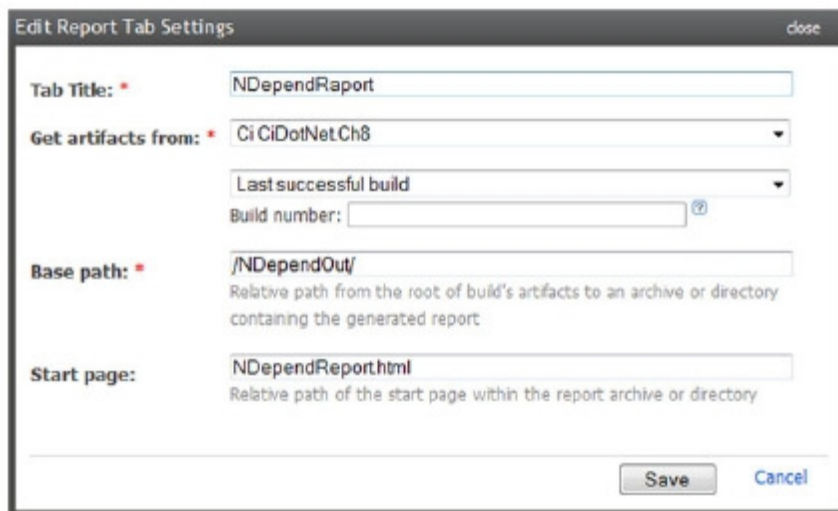 Edit Report Tab Settings close
Tab Title: * NDependRaport
Get artifacts from: * Ci CiDotNet.Ch8
Last successful build
Build number:
Base path: * /NDependOut/
Relative path from the root of build's artifacts to an archive or directory
containing the generated report
Start page: NDependReport.html
Relative path of the start page within the report archive or directory
Save Cancel